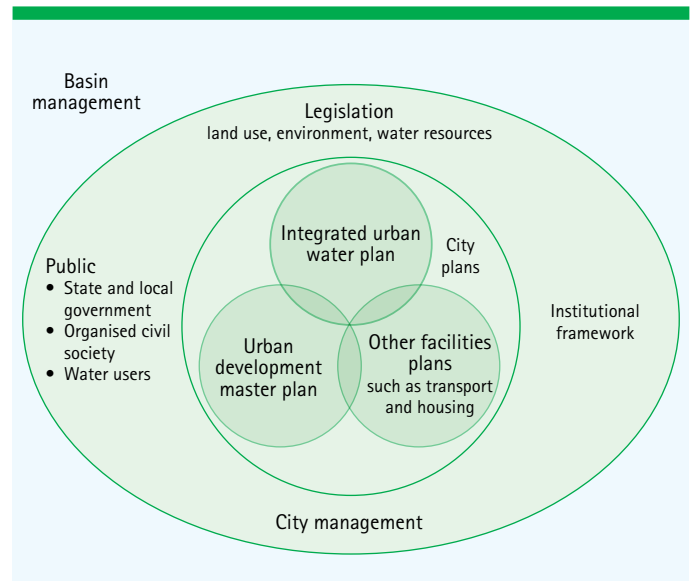 Basin
management
Legislation
land use, environment, water resources
Integrated urban
water plan
City
plans
Public
• State and local
government
• Organised civil
society
• Water users
Institutional
framework
Urban
development
master plan
Other facilities
plans
such as transport
and housing
City management